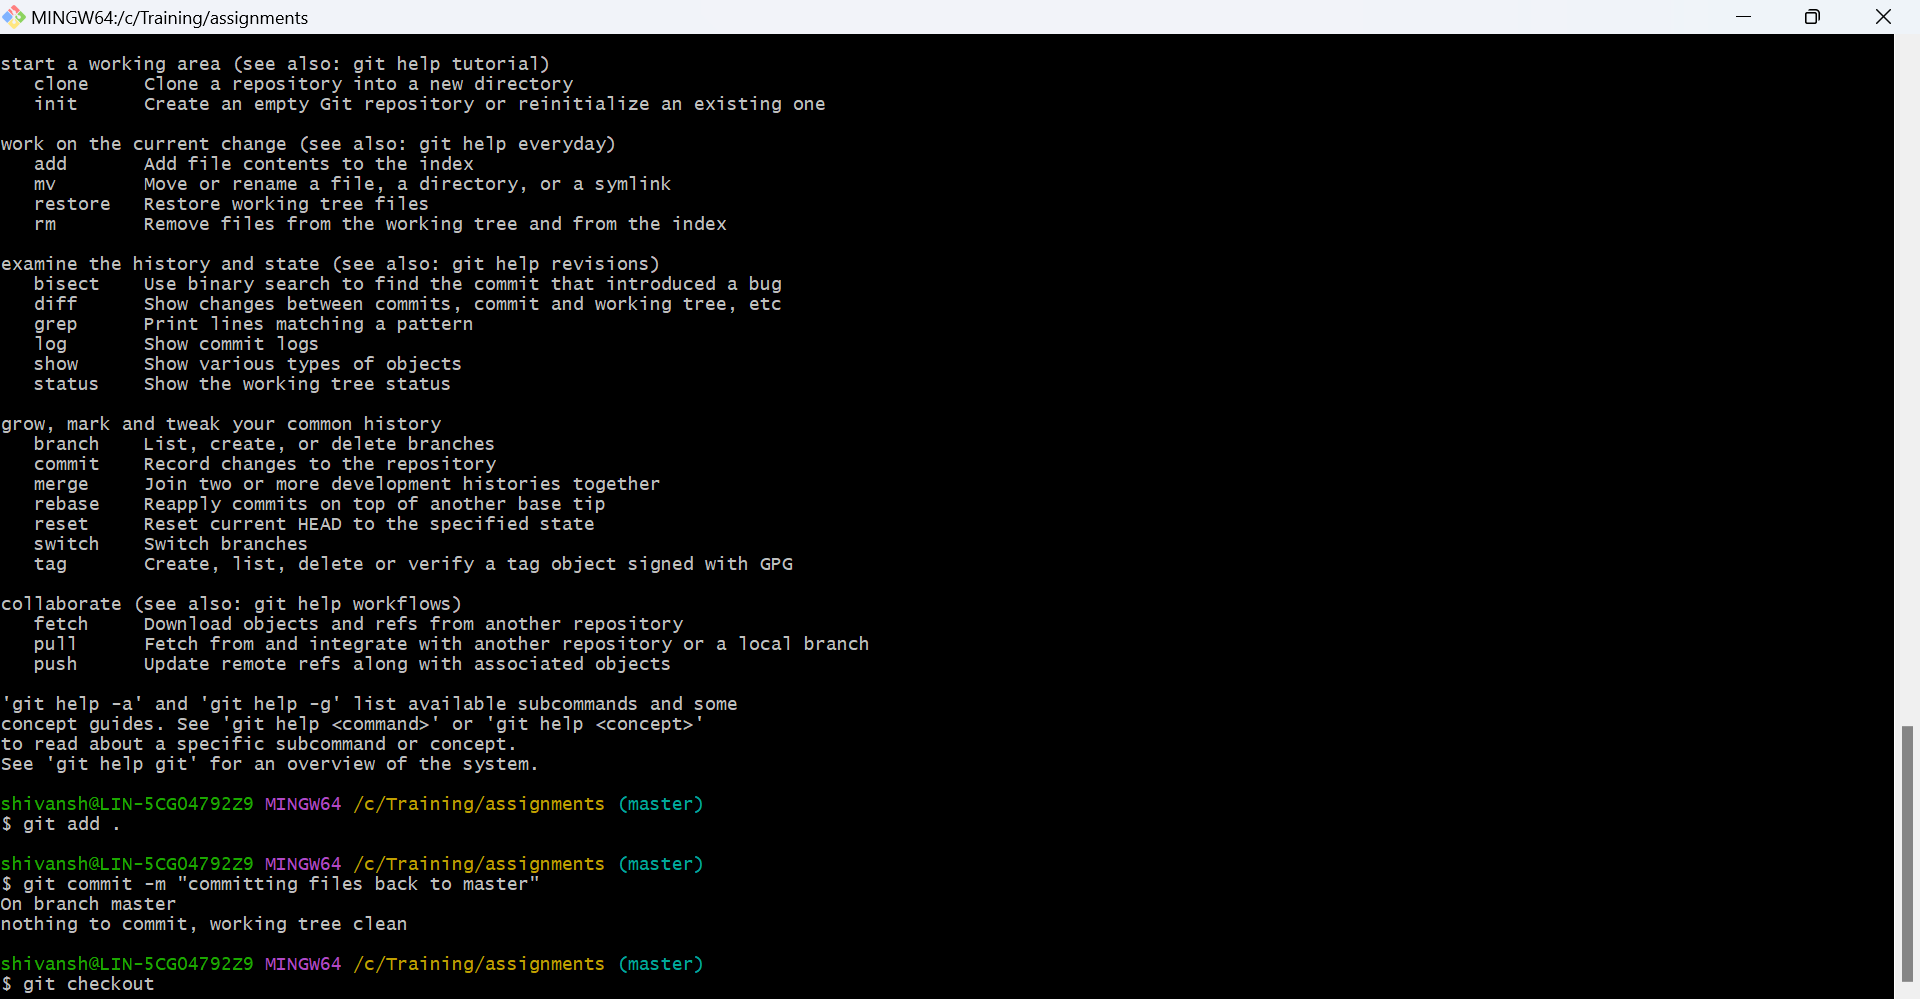 MINGW64:/c/Training/assignments
start a working area (see also: git help tutorial)
   clone     Clone a repository into a new directory
   init      Create an empty Git repository or reinitialize an existing one
work on the current change (see also: git help everyday)
   add       Add file contents to the index
   mv        Move or rename a file, a directory, or a symlink
   restore   Restore working tree files
   rm        Remove files from the working tree and from the index
examine the history and state (see also: git help revisions)
   bisect    Use binary search to find the commit that introduced a bug
   diff      Show changes between commits, commit and working tree, etc
   grep      Print lines matching a pattern
   log       Show commit logs
   show      Show various types of objects
   status    Show the working tree status
grow, mark and tweak your common history
   branch    List, create, or delete branches
   commit    Record changes to the repository
   merge     Join two or more development histories together
   rebase    Reapply commits on top of another base tip
   reset     Reset current HEAD to the specified state
   switch    Switch branches
   tag       Create, list, delete or verify a tag object signed with GPG
collaborate (see also: git help workflows)
   fetch     Download objects and refs from another repository
   pull      Fetch from and integrate with another repository or a local branch
   push      Update remote refs along with associated objects
'git help -a' and 'git help -g' list available subcommands and some
concept guides. See 'git help <command>' or 'git help <concept>'
to read about a specific subcommand or concept.
See 'git help git' for an overview of the system.
shivansh@LIN-5CG04792Z9 MINGW64 /c/Training/assignments (master)
$ git add .
shivansh@LIN-5CG04792Z9 MINGW64 /c/Training/assignments (master)
$ git commit -m "committing files back to master"
On branch master
nothing to commit, working tree clean
shivansh@LIN-5CG04792Z9 MINGW64 /c/Training/assignments (master)
$ git checkout